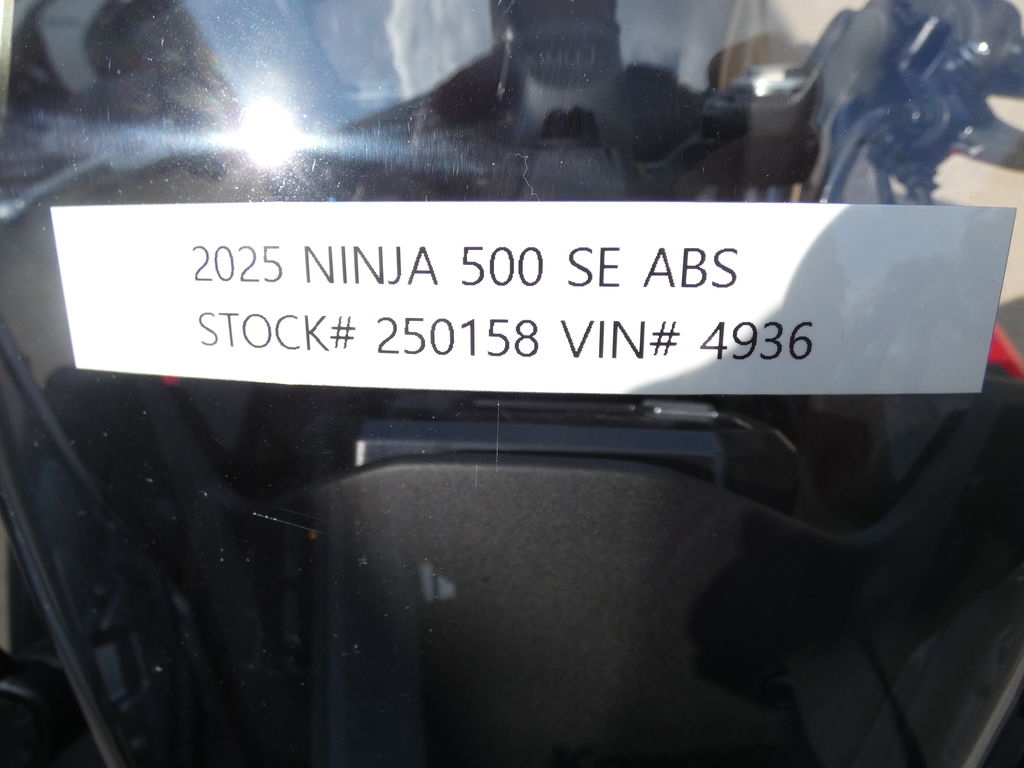 2025 NINJA 500 SE ABS
STOCK# 250158 VIN# 4936